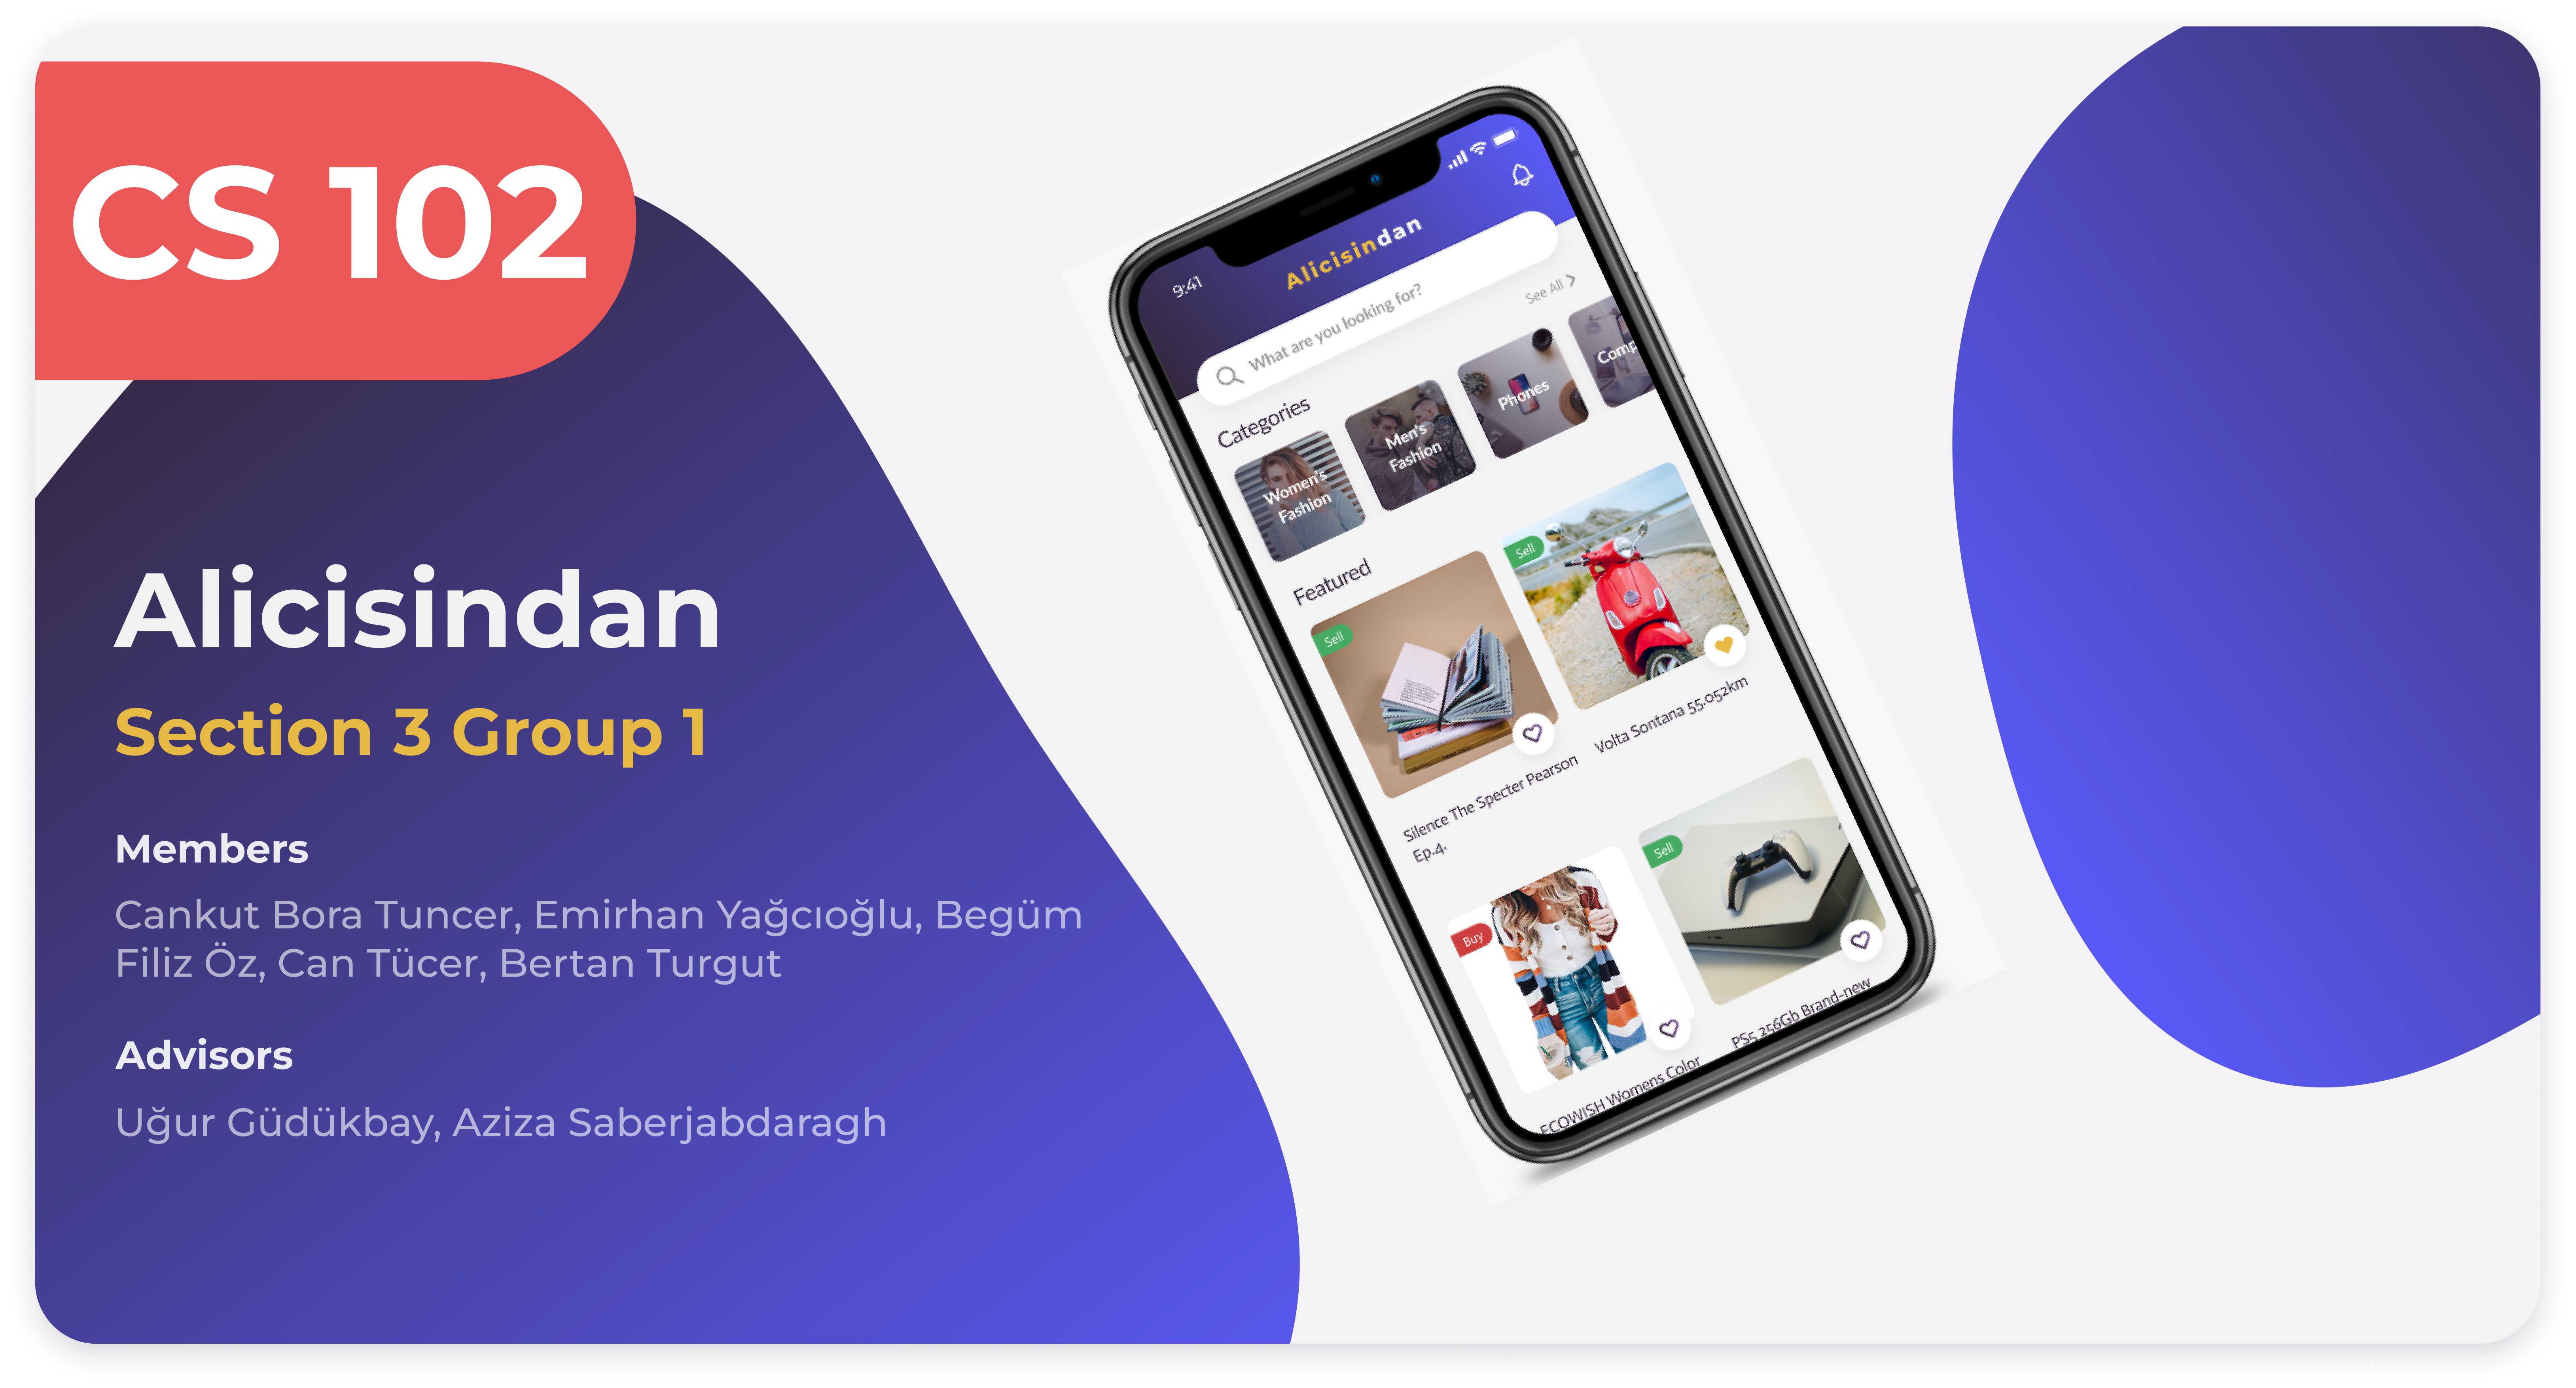 CS 102
Alicisindan
Section 3 Group 1
Members
Cankut Bora Tuncer, Emirhan Yağcıoğlu, Begüm
Filiz Öz, Can Tücer, Bertan Turgut
Advisors
Uğur Güdükbay, Aziza Saberjabdaragh
9:41
Alicisindan
What are you looking for?
Categories
See All
Women's
Fashion
Men's
Fashion
Phones
Comp
Featured
Sell
Sell
Silence The Specter Pearson
Ep.4.
Volta Sontana 55.052km
Buy
Sell
ECOWISH Womens Color
PS5 256Gb Brand-new